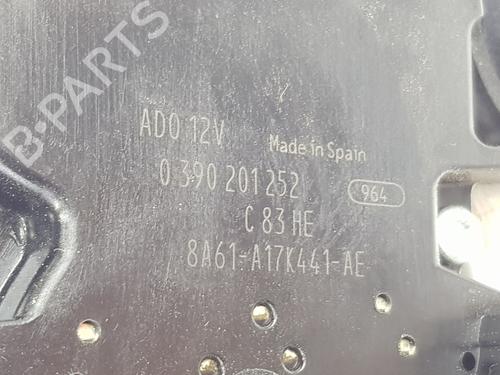 B-PARTS
ADO 12V Made in Spain
0 390 201 252 964
C 83 HE
8A61-A17K441-AE